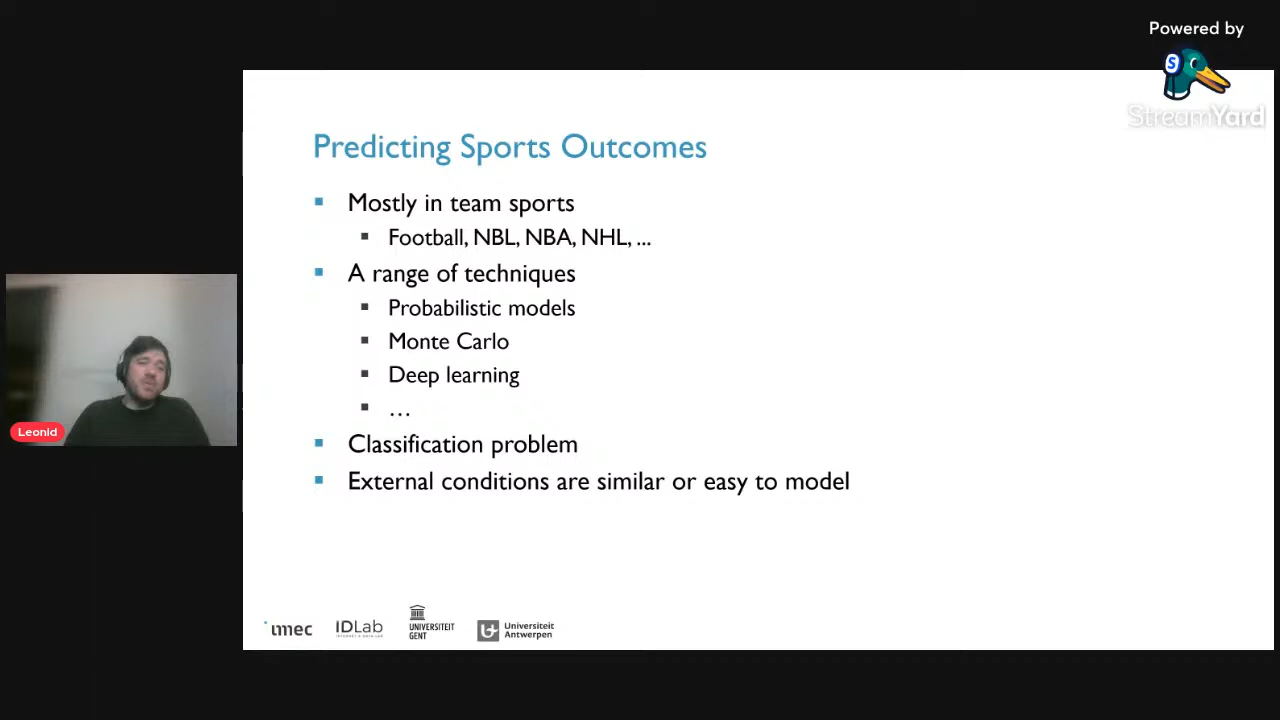 Powered by
S
StreamYard
Predicting Sports Outcomes
Mostly in team sports
Football, NBL, NBA, NHL, ...
A range of techniques
Probabilistic models
Monte Carlo
Deep learning
…
Classification problem
External conditions are similar or easy to model
Leonid
imec
IDLab
UNIVERSITEIT
GENT
Universiteit
Antwerpen